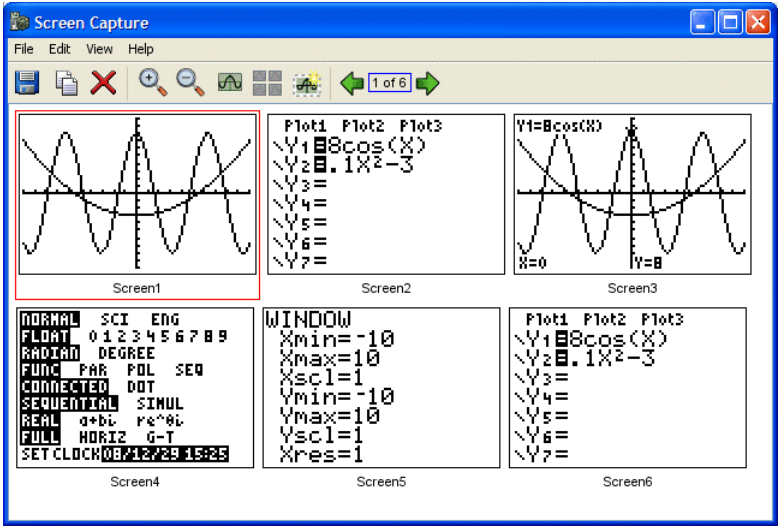 Screen Capture
File Edit View Help
1 of 6
Plot1 Plot2 Plot3
\Y1=8cos(X)
\Y2=.1X²-3
\Y3=
\Y4=
\Y5=
\Y6=
\Y7=
Y1=8cos(X)
X=0 Y=8
Screen1
Screen2
Screen3
NORMAL SCI ENG
FLOAT 0 1 2 3 4 5 6 7 8 9
RADIAN DEGREE
FUNC PAR POL SEQ
CONNECTED DOT
SEQUENTIAL SIMUL
REAL a+bi re^θi
FULL HORIZ G-T
SET CLOCK 08/12/29 15:25
WINDOW
Xmin=-10
Xmax=10
Xscl=1
Ymin=-10
Ymax=10
Yscl=1
Xres=1
Plot1 Plot2 Plot3
\Y1=8cos(X)
\Y2=.1X²-3
\Y3=
\Y4=
\Y5=
\Y6=
\Y7=
Screen4
Screen5
Screen6